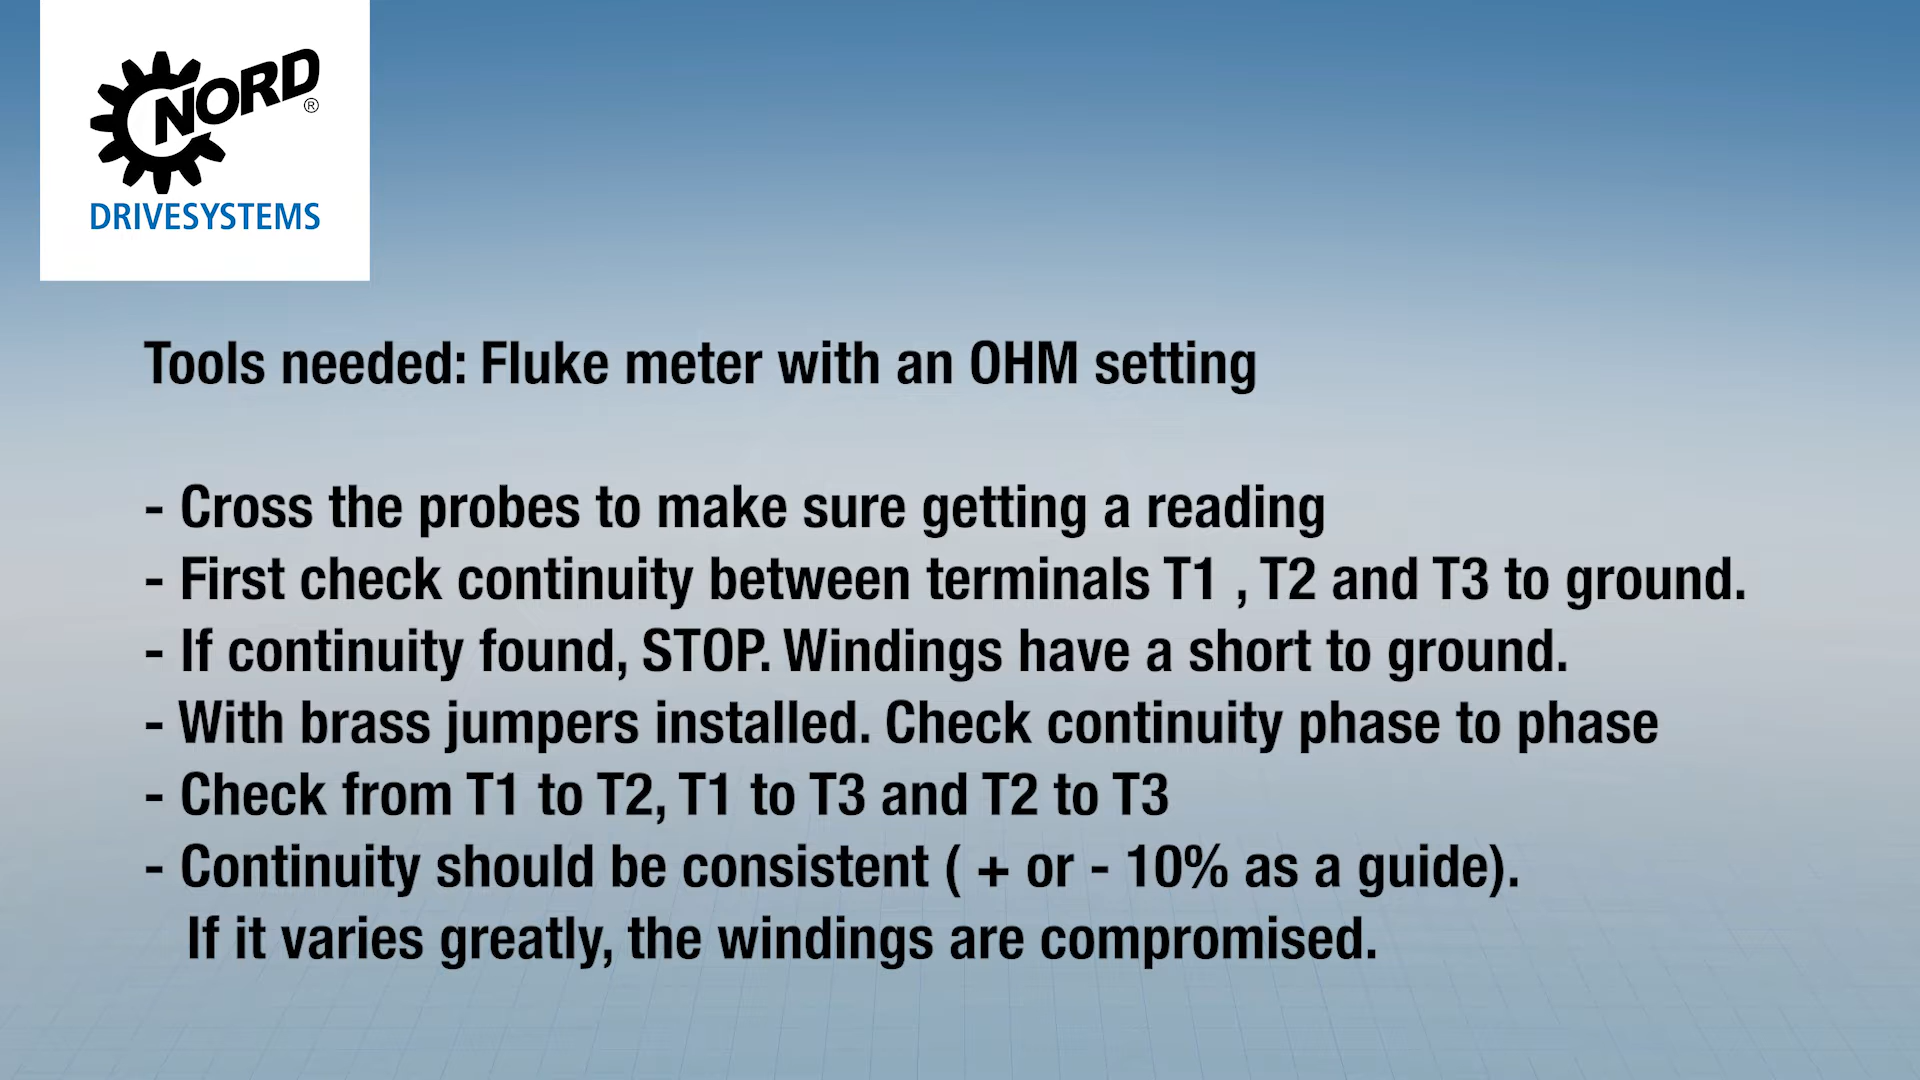 NORD
®
DRIVESYSTEMS
Tools needed: Fluke meter with an OHM setting
- Cross the probes to make sure getting a reading
- First check continuity between terminals T1 , T2 and T3 to ground.
- If continuity found, STOP. Windings have a short to ground.
- With brass jumpers installed. Check continuity phase to phase
- Check from T1 to T2, T1 to T3 and T2 to T3
- Continuity should be consistent ( + or - 10% as a guide).
If it varies greatly, the windings are compromised.